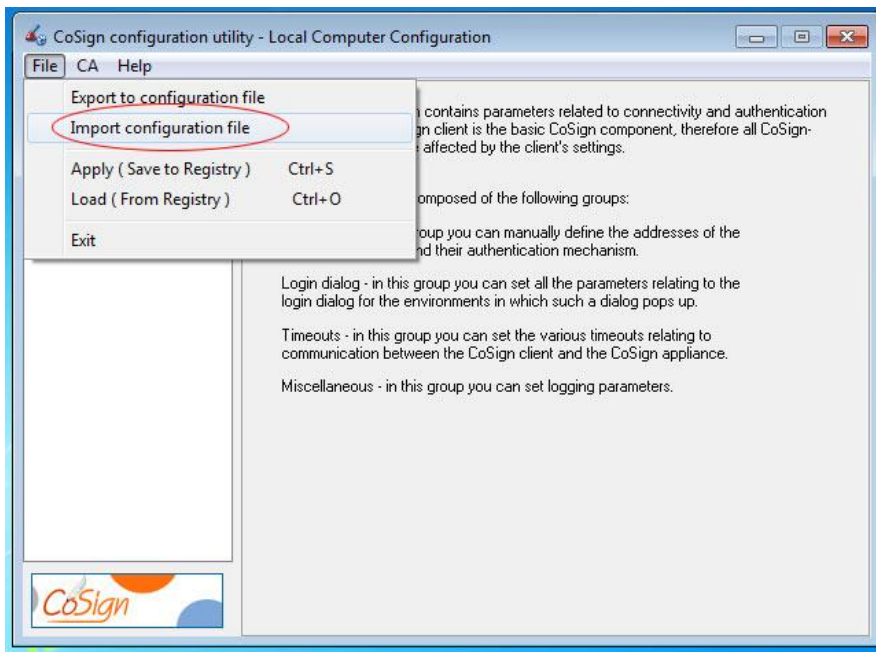 CoSign configuration utility - Local Computer Configuration
File CA Help
Export to configuration file
Import configuration file
Apply ( Save to Registry ) Ctrl+S
Load ( From Registry ) Ctrl+O
Exit
contains parameters related to connectivity and authentication
gn client is the basic CoSign component, therefore all CoSign-
affected by the client's settings.
omposed of the following groups:
oup you can manually define the addresses of the
nd their authentication mechanism.
Login dialog - in this group you can set all the parameters relating to the
login dialog for the environments in which such a dialog pops up.
Timeouts - in this group you can set the various timeouts relating to
communication between the CoSign client and the CoSign appliance.
Miscellaneous - in this group you can set logging parameters.
CoSign